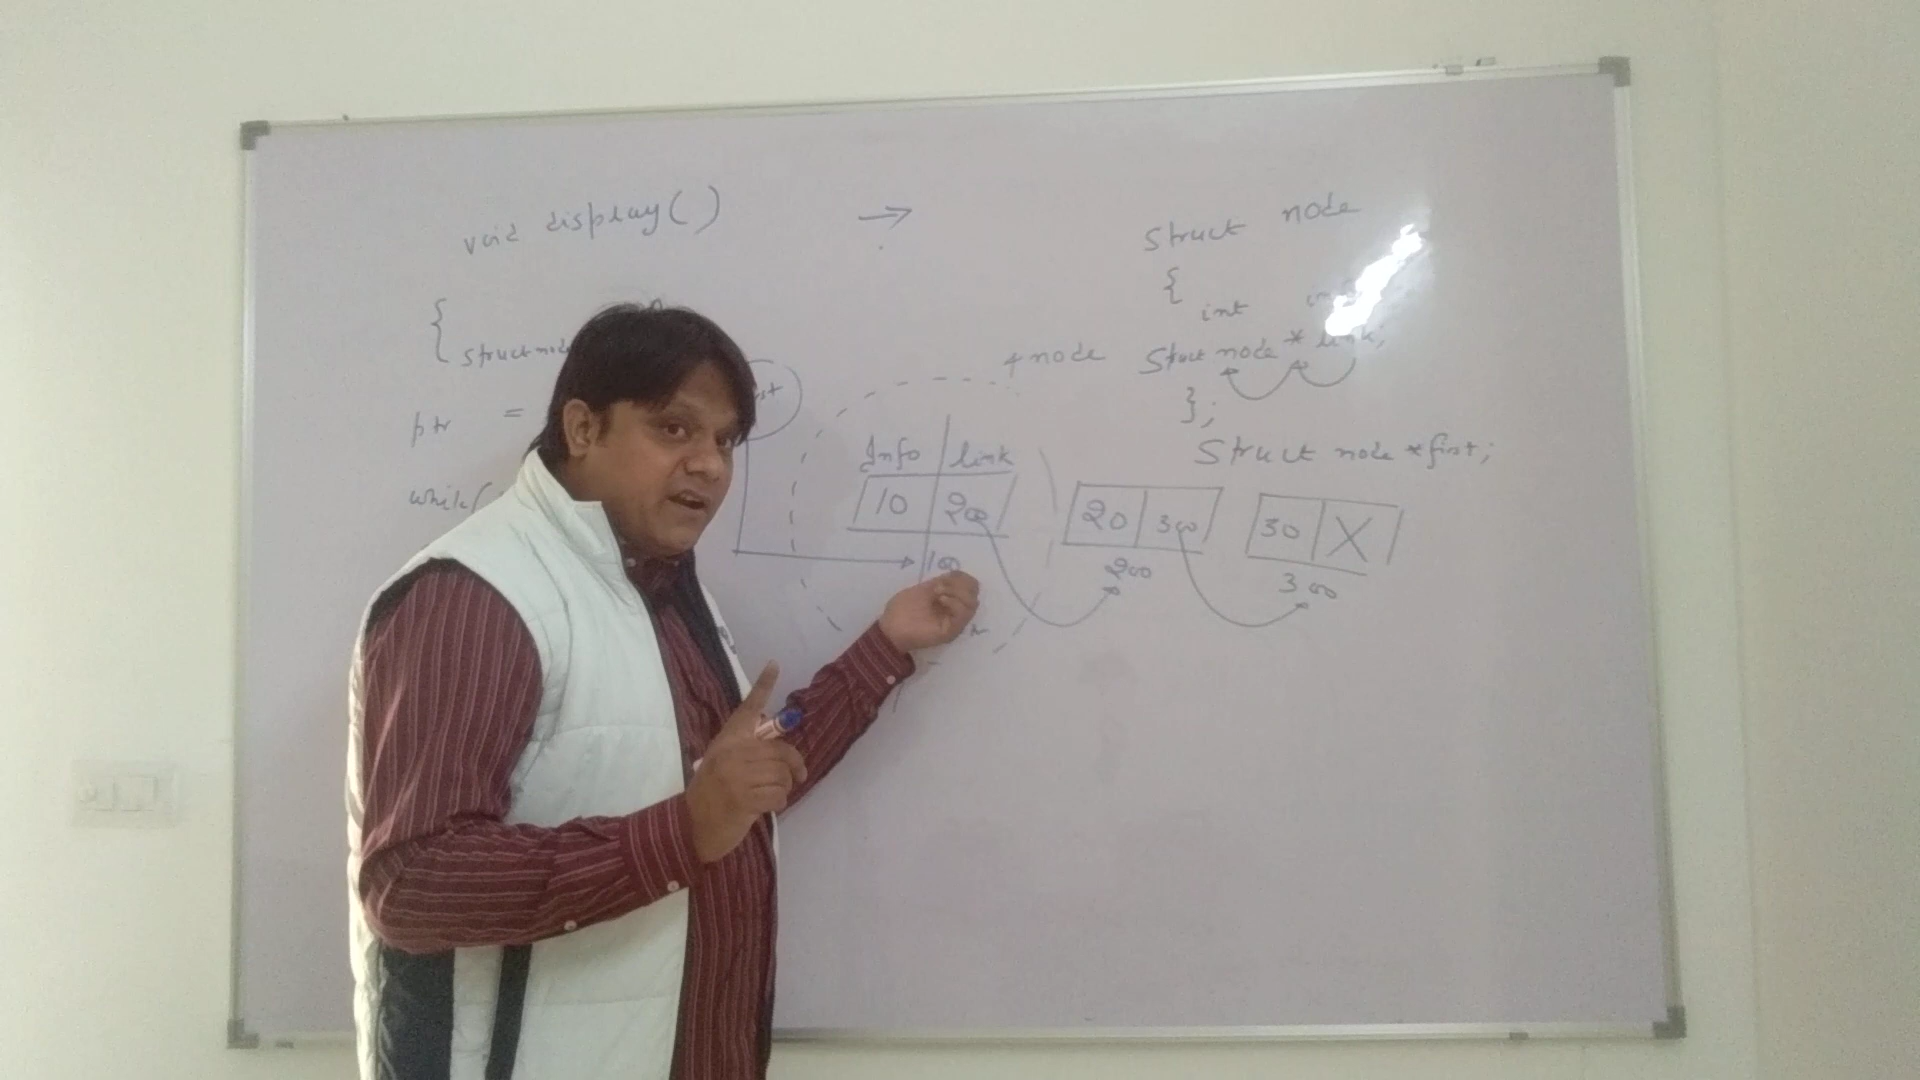 void display()
→
{
struct node
ptr =
while(
struct node
{
int
struct node * link;
};
struct node *first;
node
Info link
10 200
100
20 300
200
30 X
300